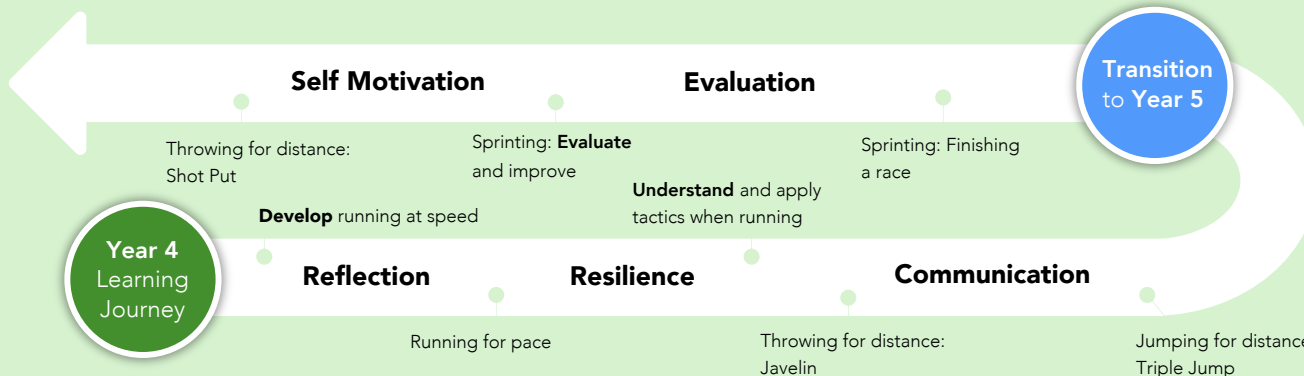 Self Motivation
Evaluation
Transition
to Year 5
Throwing for distance:
Shot Put
Sprinting: Evaluate
and improve
Sprinting: Finishing
a race
Understand and apply
tactics when running
Develop running at speed
Year 4
Learning
Journey
Reflection
Resilience
Communication
Running for pace
Throwing for distance:
Javelin
Jumping for distance
Triple Jump